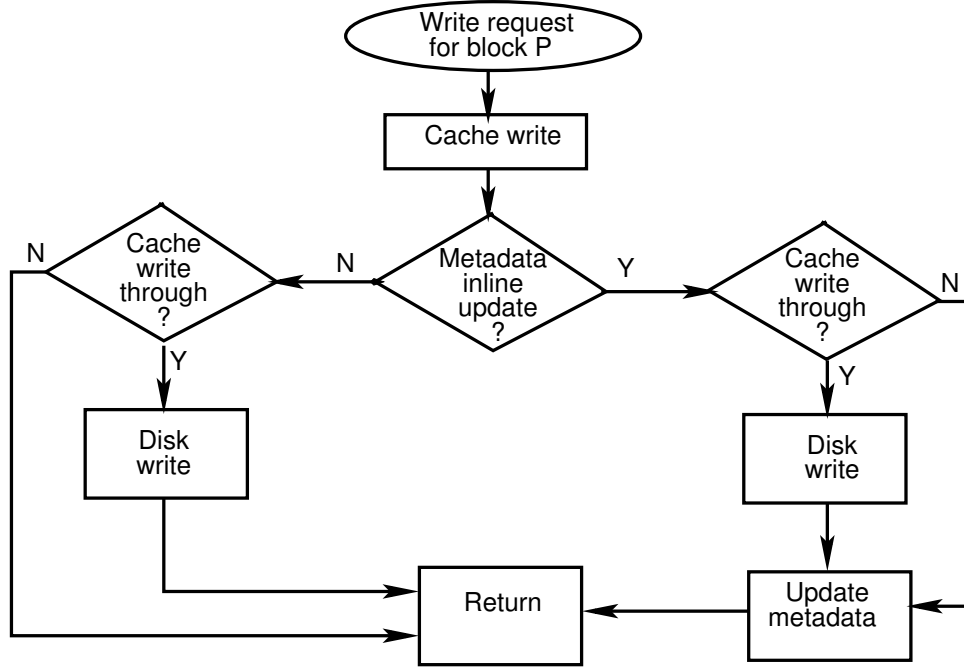 Write request
for block P
Cache write
N
Cache
write
through
?
N
Metadata
inline
update
?
Y
Cache
write
through
?
N
Y
Y
Disk
write
Disk
write
Return
Update
metadata